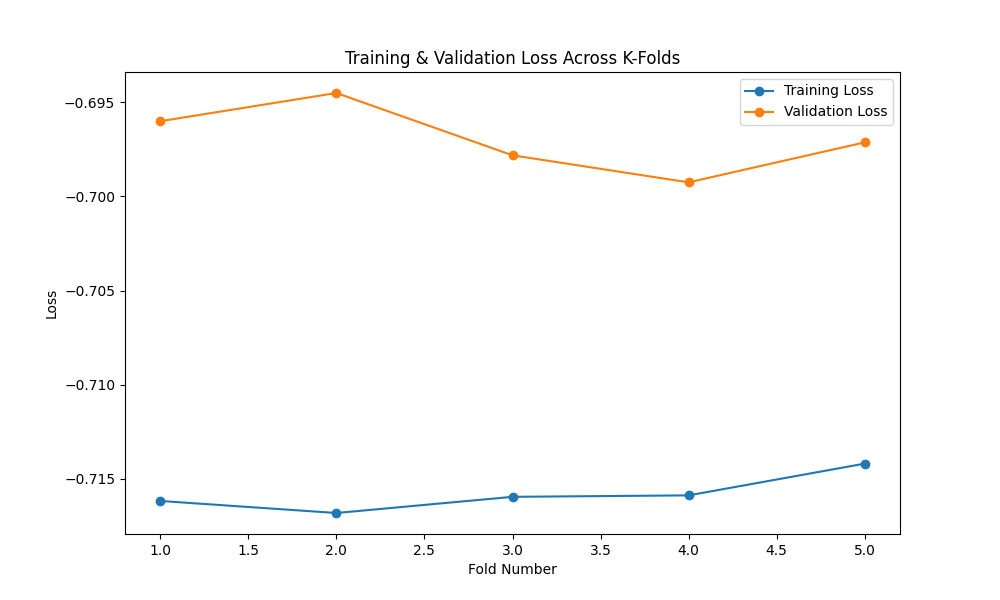 Training & Validation Loss Across K-Folds
Training Loss
Validation Loss
−0.695
−0.700
−0.705
−0.710
−0.715
Loss
1.0 1.5 2.0 2.5 3.0 3.5 4.0 4.5 5.0
Fold Number